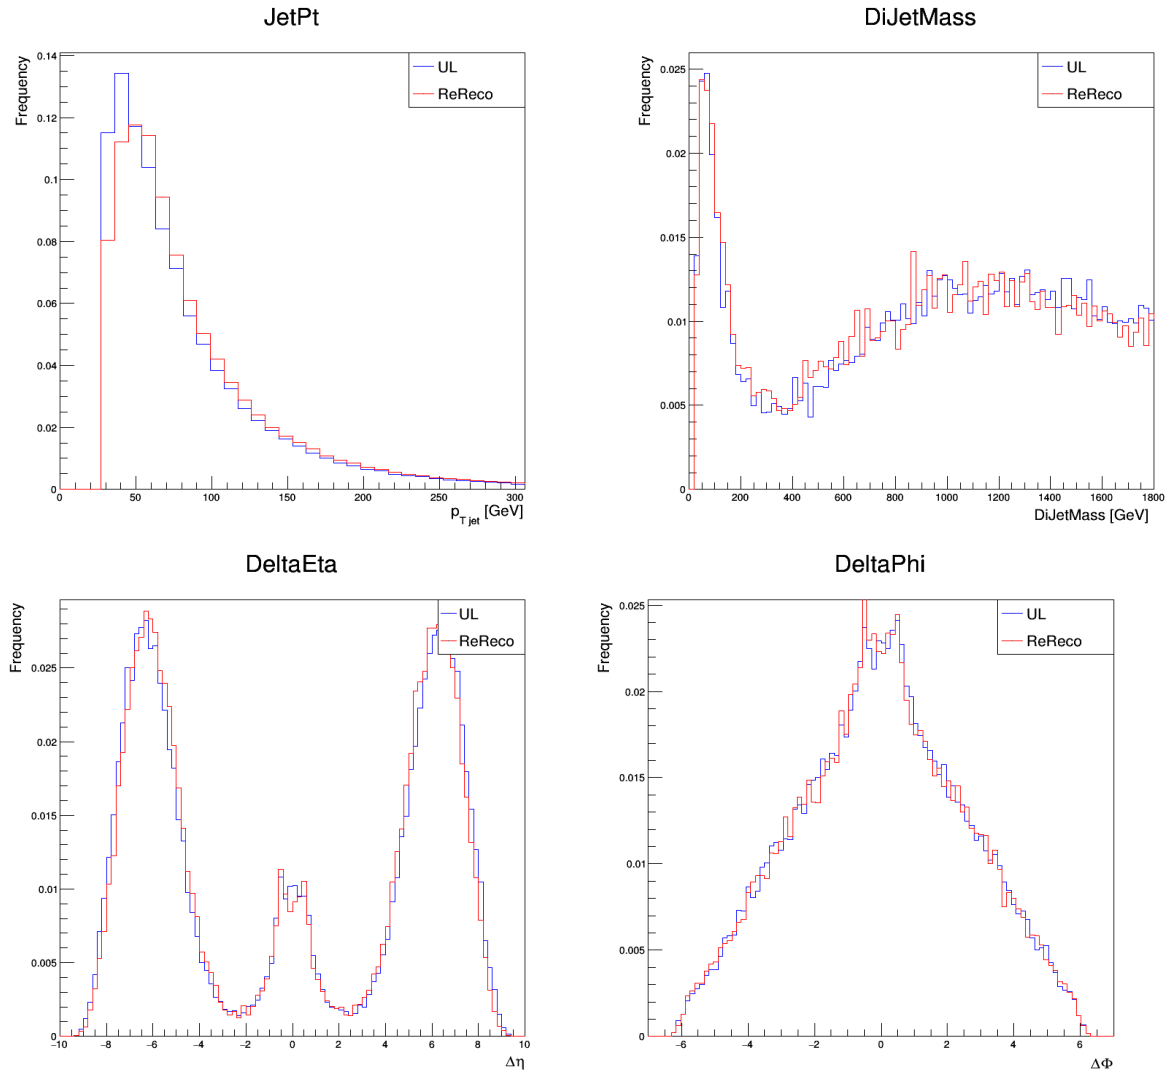 JetPt
Frequency
UL
ReReco
0.14
0.12
0.1
0.08
0.06
0.04
0.02
0
0 50 100 150 200 250 300
p_T jet [GeV]
DiJetMass
Frequency
UL
ReReco
0.025
0.02
0.015
0.01
0.005
0
0 200 400 600 800 1000 1200 1400 1600 1800
DiJetMass [GeV]
DeltaEta
Frequency
UL
ReReco
0.025
0.02
0.015
0.01
0.005
0
−10 −8 −6 −4 −2 0 2 4 6 8 10
Δη
DeltaPhi
Frequency
UL
ReReco
0.025
0.02
0.015
0.01
0.005
0
−6 −4 −2 0 2 4 6
ΔΦ